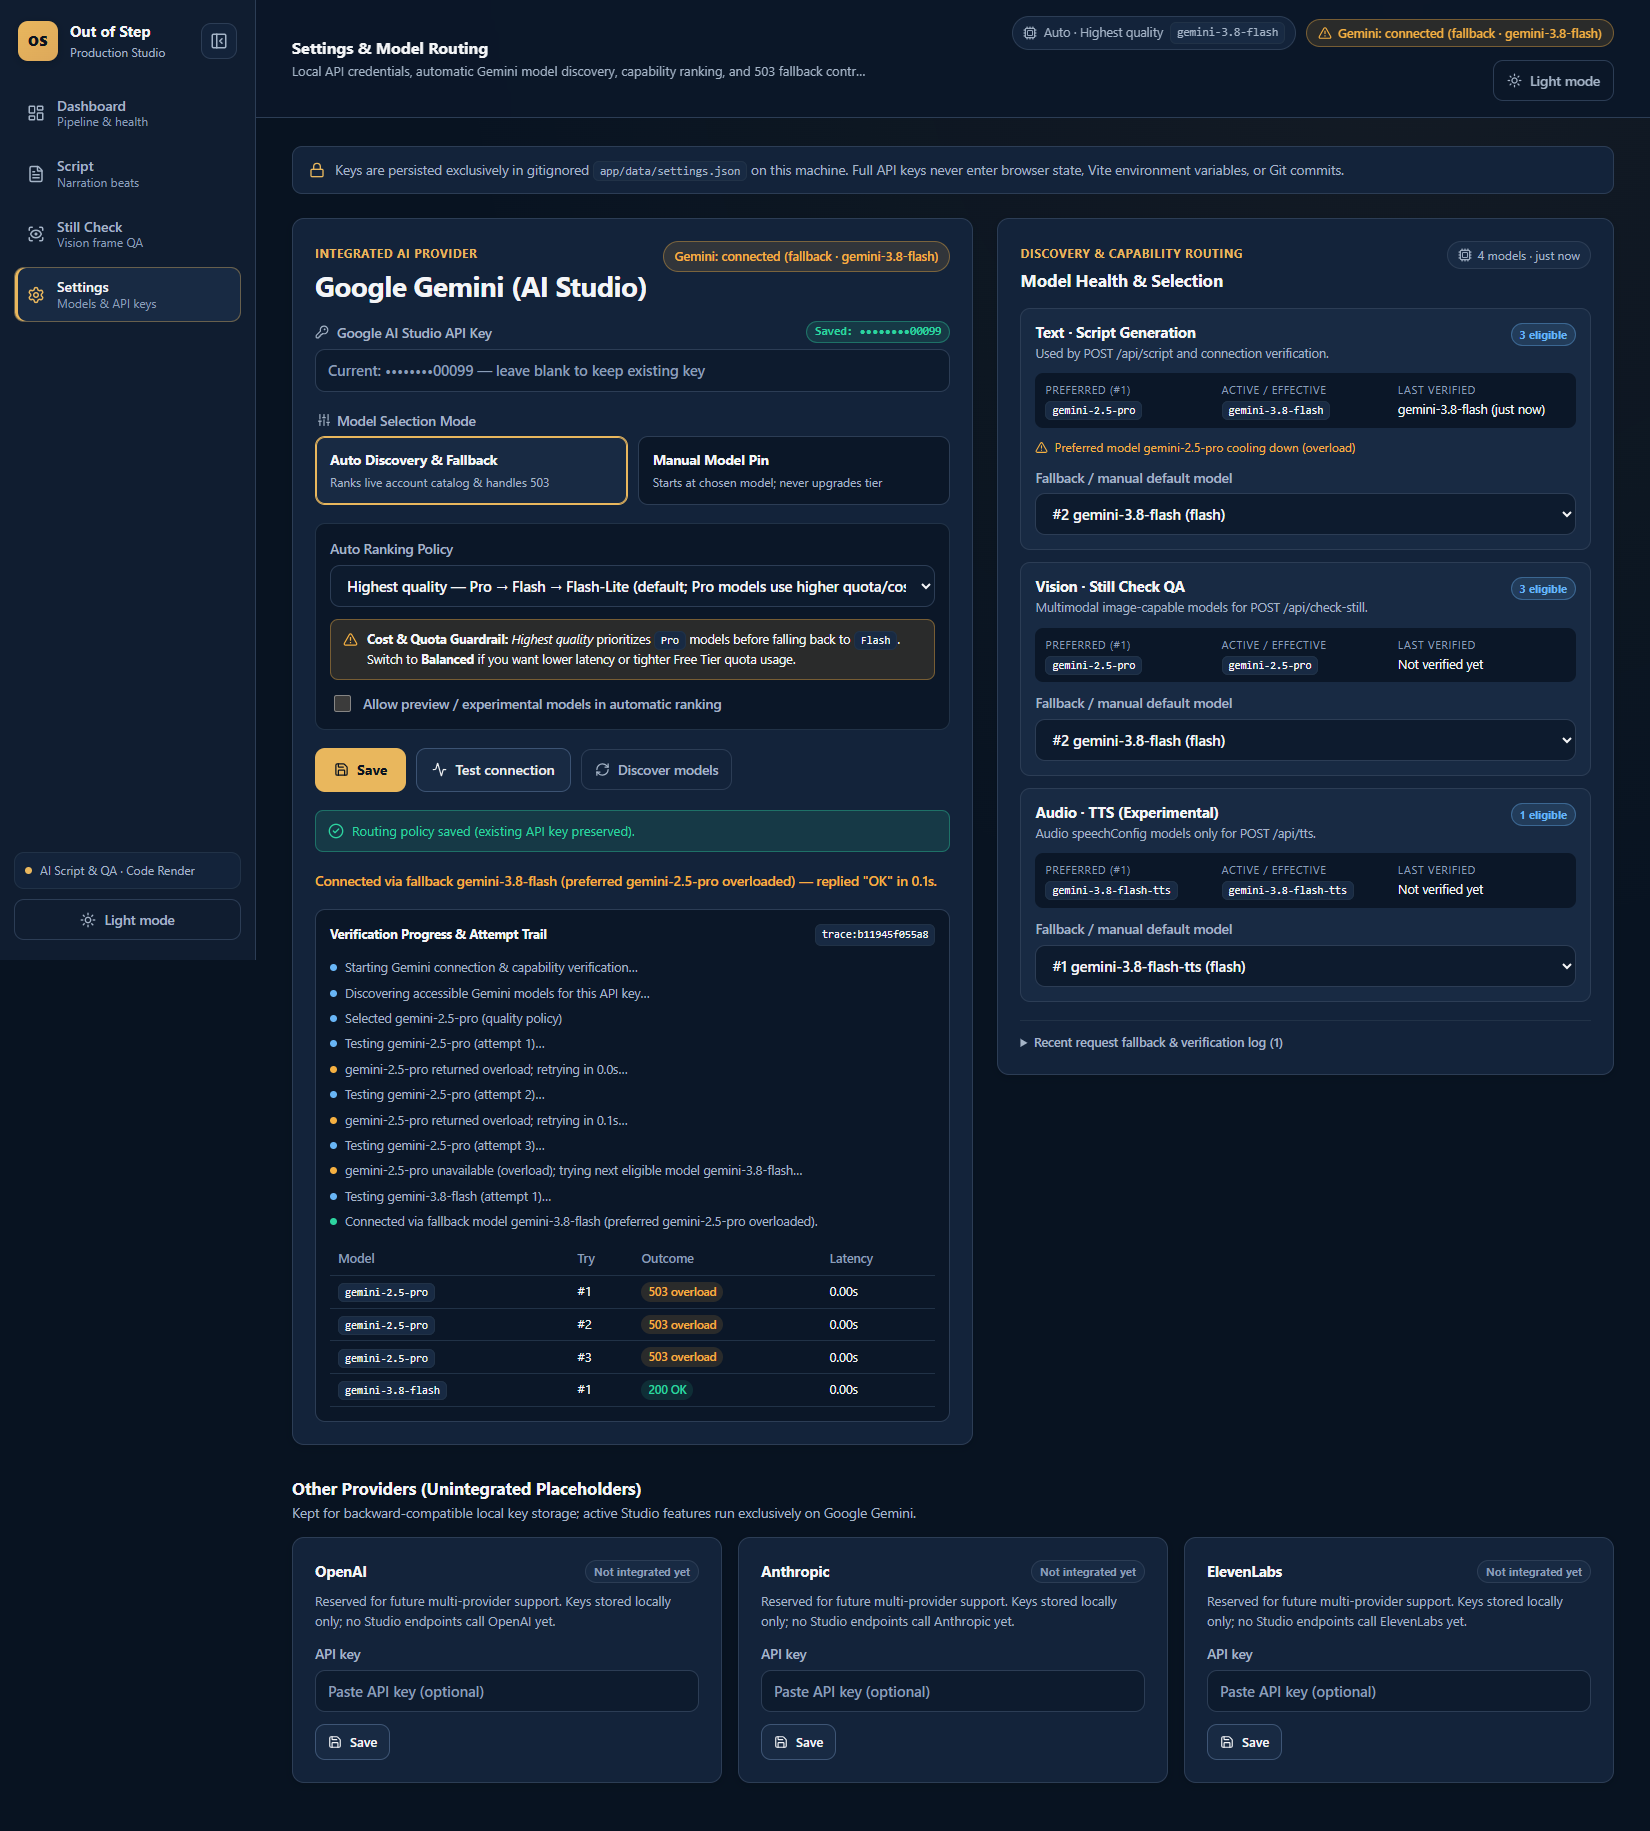 OS
Out of Step
Production Studio
Dashboard
Pipeline & health
Script
Narration beats
Still Check
Vision frame QA
Settings
Models & API keys
AI Script & QA · Code Render
Light mode
Settings & Model Routing
Local API credentials, automatic Gemini model discovery, capability ranking, and 503 fallback contr...
Auto · Highest quality gemini-3.8-flash
Gemini: connected (fallback · gemini-3.8-flash)
Light mode
Keys are persisted exclusively in gitignored app/data/settings.json on this machine. Full API keys never enter browser state, Vite environment variables, or Git commits.
INTEGRATED AI PROVIDER
Gemini: connected (fallback · gemini-3.8-flash)
Google Gemini (AI Studio)
Google AI Studio API Key
Saved: ••••••••00099
Current: ••••••••00099 — leave blank to keep existing key
Model Selection Mode
Auto Discovery & Fallback
Ranks live account catalog & handles 503
Manual Model Pin
Starts at chosen model; never upgrades tier
Auto Ranking Policy
Highest quality — Pro → Flash → Flash-Lite (default; Pro models use higher quota/cos
Cost & Quota Guardrail: Highest quality prioritizes Pro models before falling back to Flash .
Switch to Balanced if you want lower latency or tighter Free Tier quota usage.
Allow preview / experimental models in automatic ranking
Save
Test connection
Discover models
Routing policy saved (existing API key preserved).
Connected via fallback gemini-3.8-flash (preferred gemini-2.5-pro overloaded) — replied "OK" in 0.1s.
Verification Progress & Attempt Trail
trace:b11945f055a8
Starting Gemini connection & capability verification...
Discovering accessible Gemini models for this API key...
Selected gemini-2.5-pro (quality policy)
Testing gemini-2.5-pro (attempt 1)...
gemini-2.5-pro returned overload; retrying in 0.0s...
Testing gemini-2.5-pro (attempt 2)...
gemini-2.5-pro returned overload; retrying in 0.1s...
Testing gemini-2.5-pro (attempt 3)...
gemini-2.5-pro unavailable (overload); trying next eligible model gemini-3.8-flash...
Testing gemini-3.8-flash (attempt 1)...
Connected via fallback model gemini-3.8-flash (preferred gemini-2.5-pro overloaded).
Model Try Outcome Latency
gemini-2.5-pro #1 503 overload 0.00s
gemini-2.5-pro #2 503 overload 0.00s
gemini-2.5-pro #3 503 overload 0.00s
gemini-3.8-flash #1 200 OK 0.00s
DISCOVERY & CAPABILITY ROUTING
4 models · just now
Model Health & Selection
Text · Script Generation
3 eligible
Used by POST /api/script and connection verification.
PREFERRED (#1) ACTIVE / EFFECTIVE LAST VERIFIED
gemini-2.5-pro gemini-3.8-flash gemini-3.8-flash (just now)
Preferred model gemini-2.5-pro cooling down (overload)
Fallback / manual default model
#2 gemini-3.8-flash (flash)
Vision · Still Check QA
3 eligible
Multimodal image-capable models for POST /api/check-still.
PREFERRED (#1) ACTIVE / EFFECTIVE LAST VERIFIED
gemini-2.5-pro gemini-2.5-pro Not verified yet
Fallback / manual default model
#2 gemini-3.8-flash (flash)
Audio · TTS (Experimental)
1 eligible
Audio speechConfig models only for POST /api/tts.
PREFERRED (#1) ACTIVE / EFFECTIVE LAST VERIFIED
gemini-3.8-flash-tts gemini-3.8-flash-tts Not verified yet
Fallback / manual default model
#1 gemini-3.8-flash-tts (flash)
Recent request fallback & verification log (1)
Other Providers (Unintegrated Placeholders)
Kept for backward-compatible local key storage; active Studio features run exclusively on Google Gemini.
OpenAI
Not integrated yet
Reserved for future multi-provider support. Keys stored locally
only; no Studio endpoints call OpenAI yet.
API key
Paste API key (optional)
Save
Anthropic
Not integrated yet
Reserved for future multi-provider support. Keys stored locally
only; no Studio endpoints call Anthropic yet.
API key
Paste API key (optional)
Save
ElevenLabs
Not integrated yet
Reserved for future multi-provider support. Keys stored locally
only; no Studio endpoints call ElevenLabs yet.
API key
Paste API key (optional)
Save